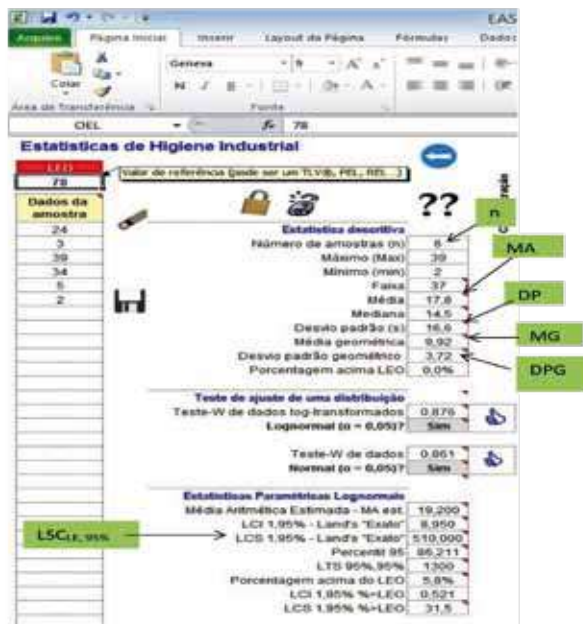 EAS
Arquivo Página Inicial Inserir Layout da Página Fórmulas Dados
Colar
Geneva
N I S
Área de Transferência
Fonte
OEL
fx 78
Estatísticas de Higiene Industrial
LEO
78
Valor de referência (pode ser um TLV®, PEL, REL...)
Dados da amostra
24
3
39
34
5
2
??
Estatística descritiva
Número de amostras (n) 6
Máximo (Max) 39
Mínimo (min) 2
Faixa 37
Média 17,8
Mediana 14,5
Desvio padrão (s) 16,6
Média geométrica 9,92
Desvio padrão geométrico 3,72
Porcentagem acima LEO 0,0%
n
MA
DP
MG
DPG
Teste de ajuste de uma distribuição
Teste-W de dados log-transformados 0,876
Lognormal (α = 0,05)? Sim
Teste-W de dados 0,861
Normal (α = 0,05)? Sim
Estatísticas Paramétricas Lognormais
Média Aritmética Estimada - MA est. 19,200
LCI 1,95% - Land's "Exato" 8,950
LCS 1,95% - Land's "Exato" 510,000
Percentil 95 86,211
LTS 95%,95% 1300
Porcentagem acima do LEO 5,8%
LCI 1,95% %>LEO 0,521
LCS 1,95% %>LEO 31,5
LSC LE, 95%